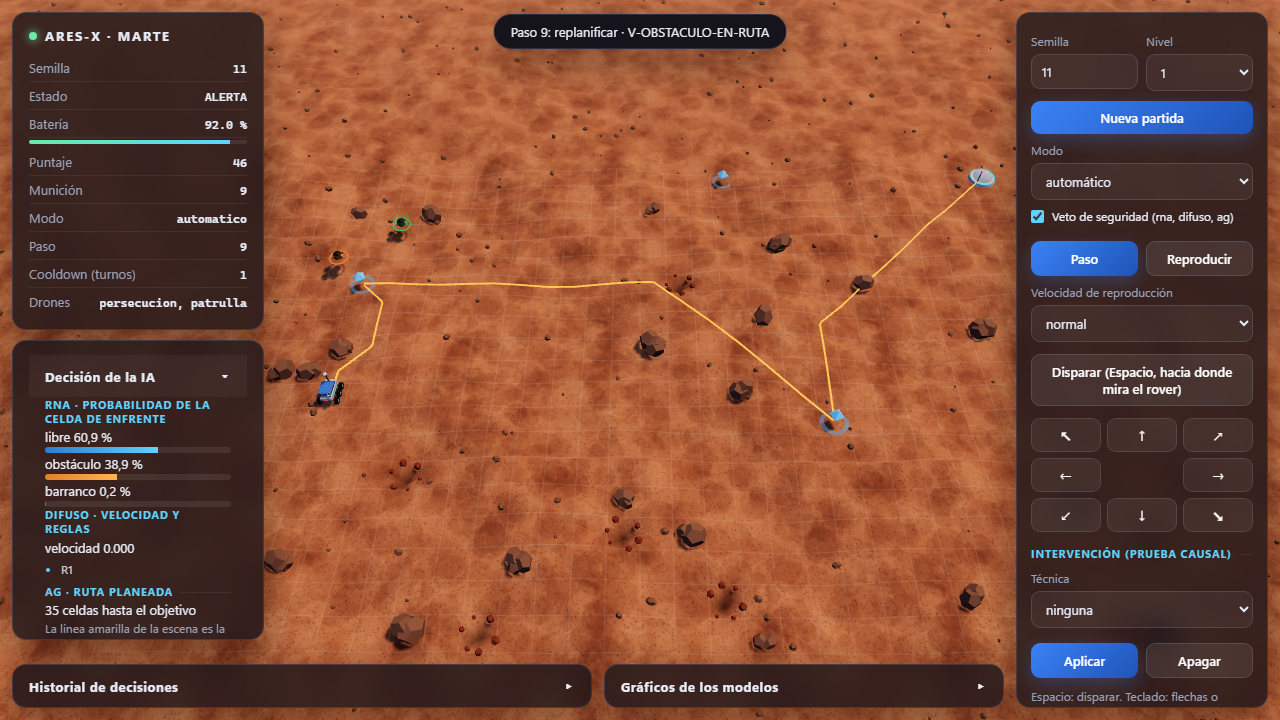 Paso 9: replanificar · V-OBSTACULO-EN-RUTA
ARES-X · MARTE
Semilla 11
Estado ALERTA
Batería 92.0 %
Puntaje 46
Munición 9
Modo automatico
Paso 9
Cooldown (turnos) 1
Drones persecucion, patrulla
Decisión de la IA
RNA · PROBABILIDAD DE LA
CELDA DE ENFRENTE
libre 60,9 %
obstáculo 38,9 %
barranco 0,2 %
DIFUSO · VELOCIDAD Y
REGLAS
velocidad 0.000
• R1
AG · RUTA PLANEADA
35 celdas hasta el objetivo
La línea amarilla de la escena es la
Historial de decisiones
Gráficos de los modelos
Semilla Nivel
11 1
Nueva partida
Modo
automático
Veto de seguridad (rna, difuso, ag)
Paso Reproducir
Velocidad de reproducción
normal
Disparar (Espacio, hacia donde
mira el rover)
↖ ↑ ↗
← →
↙ ↓ ↘
INTERVENCIÓN (PRUEBA CAUSAL)
Técnica
ninguna
Aplicar Apagar
Espacio: disparar. Teclado: flechas o